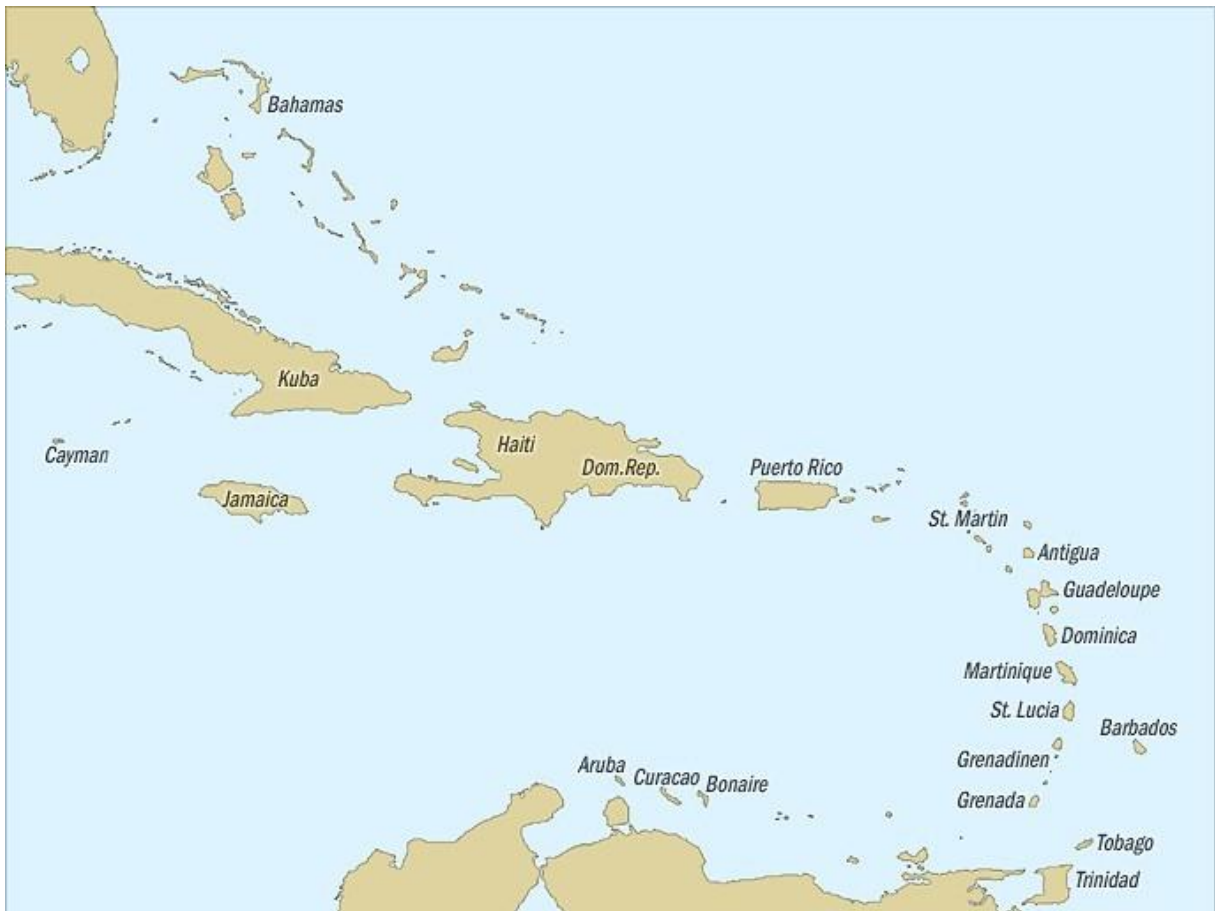 Bahamas
Kuba
Haiti
Cayman
Dom.Rep.
Puerto Rico
Jamaica
St. Martin
Antigua
Guadeloupe
Dominica
Martinique
St. Lucia
Barbados
Grenadinen
Aruba
Curacao
Bonaire
Grenada
Tobago
Trinidad